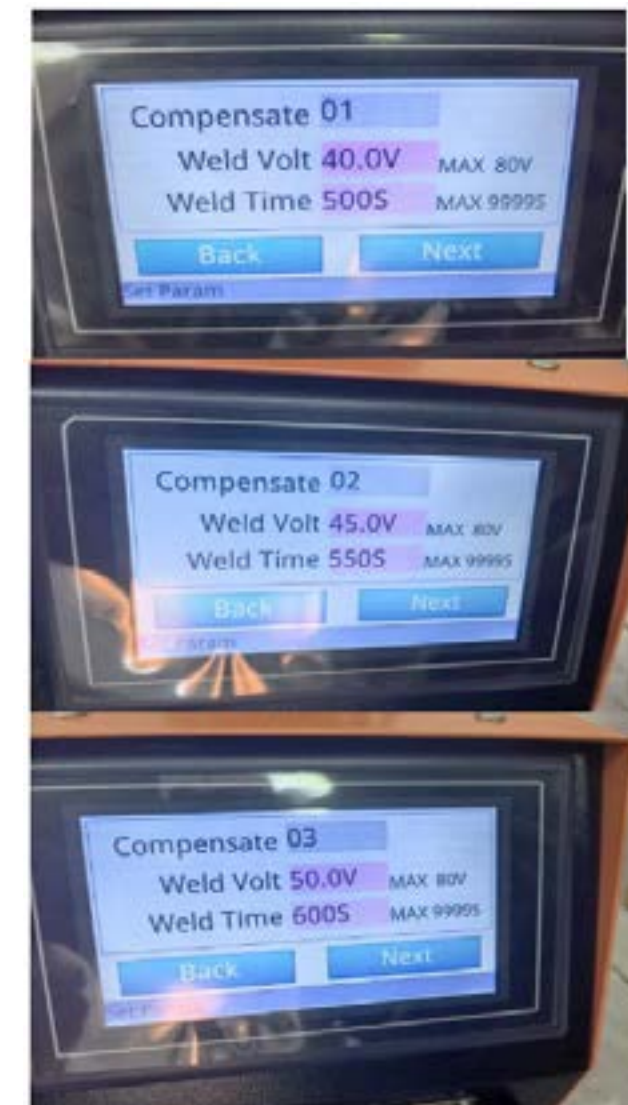 Compensate 01
Weld Volt 40.0V MAX 80V
Weld Time 500S MAX 9999S
Back Next
Set Param
Compensate 02
Weld Volt 45.0V MAX 80V
Weld Time 550S MAX 9999S
Back Next
Param
Compensate 03
Weld Volt 50.0V MAX 80V
Weld Time 600S MAX 9999S
Back Next
Set